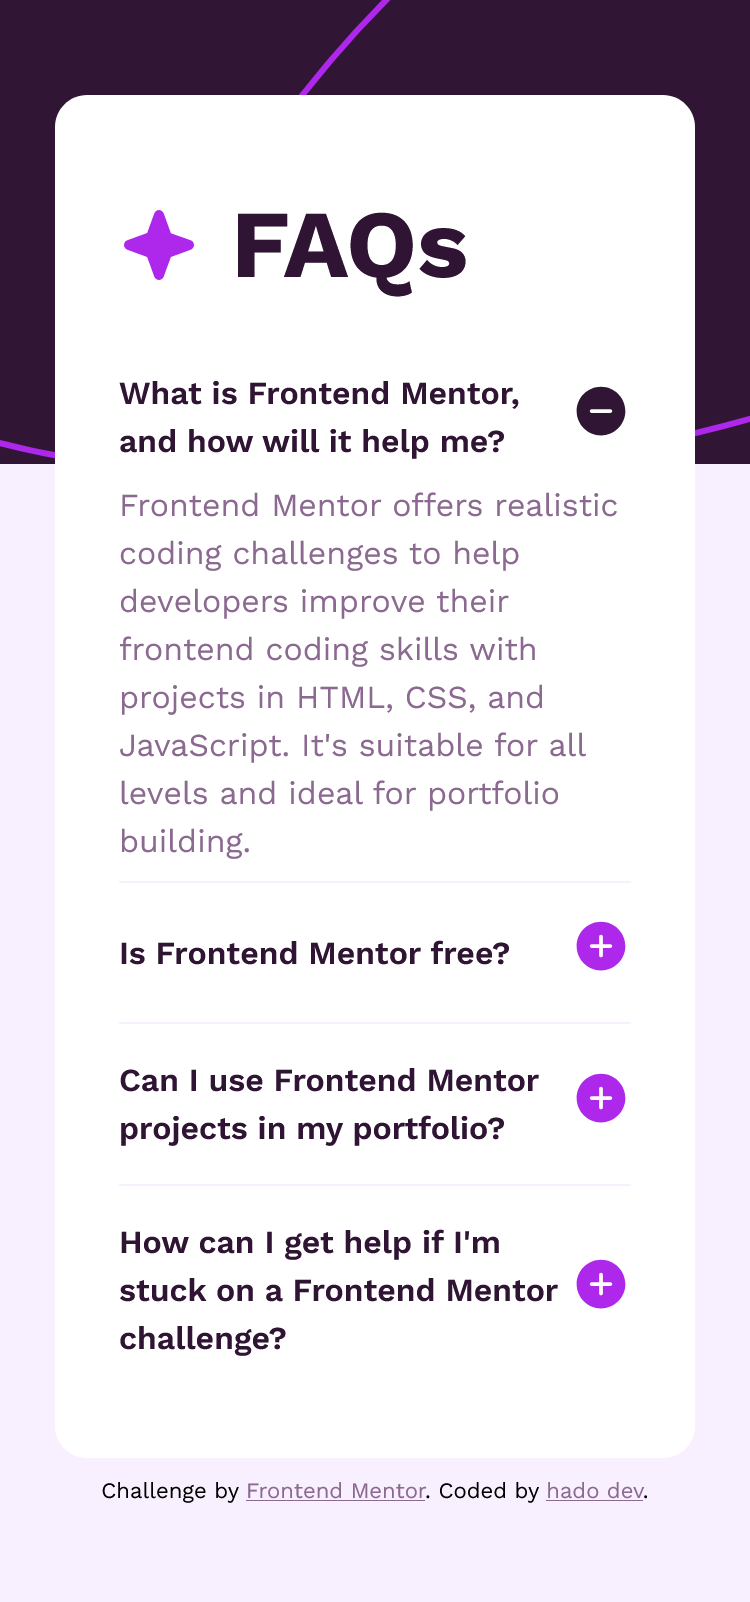 FAQs
What is Frontend Mentor,
and how will it help me?
Frontend Mentor offers realistic
coding challenges to help
developers improve their
frontend coding skills with
projects in HTML, CSS, and
JavaScript. It's suitable for all
levels and ideal for portfolio
building.
Is Frontend Mentor free?
Can I use Frontend Mentor
projects in my portfolio?
How can I get help if I'm
stuck on a Frontend Mentor
challenge?
Challenge by Frontend Mentor. Coded by hado dev.